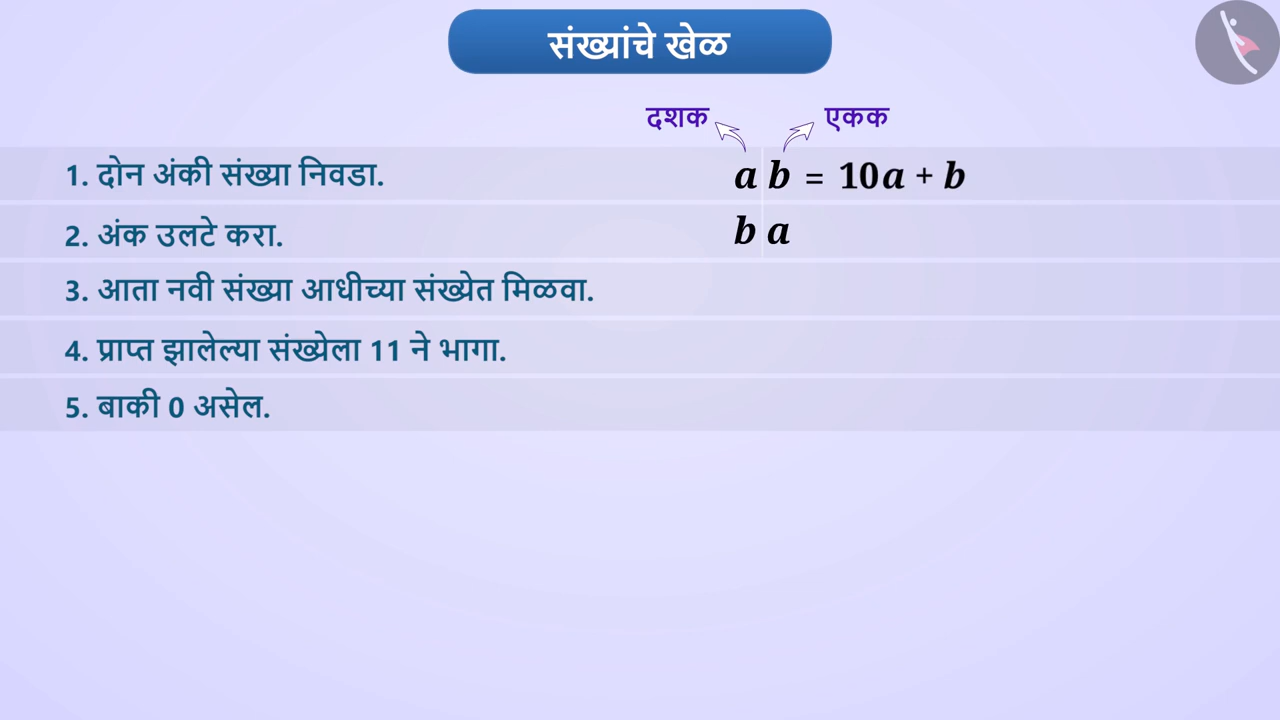 संख्यांचे खेळ
दशक एकक
1. दोन अंकी संख्या निवडा. a b = 10a + b
2. अंक उलटे करा. b a
3. आता नवी संख्या आधीच्या संख्येत मिळवा.
4. प्राप्त झालेल्या संख्येला 11 ने भागा.
5. बाकी 0 असेल.